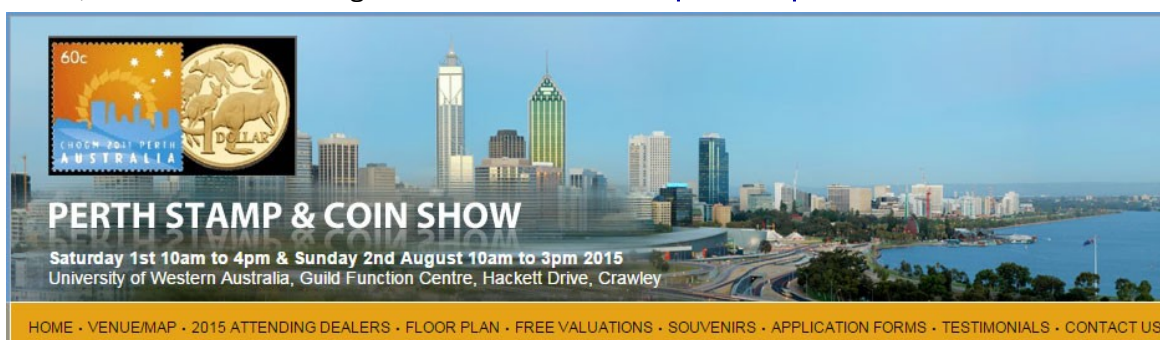 60c
CHOGM 2011 PERTH
AUSTRALIA
1
DOLLAR
PERTH STAMP & COIN SHOW
Saturday 1st 10am to 4pm & Sunday 2nd August 10am to 3pm 2015
University of Western Australia, Guild Function Centre, Hackett Drive, Crawley
HOME • VENUE/MAP • 2015 ATTENDING DEALERS • FLOOR PLAN • FREE VALUATIONS • SOUVENIRS • APPLICATION FORMS • TESTIMONIALS • CONTACT US